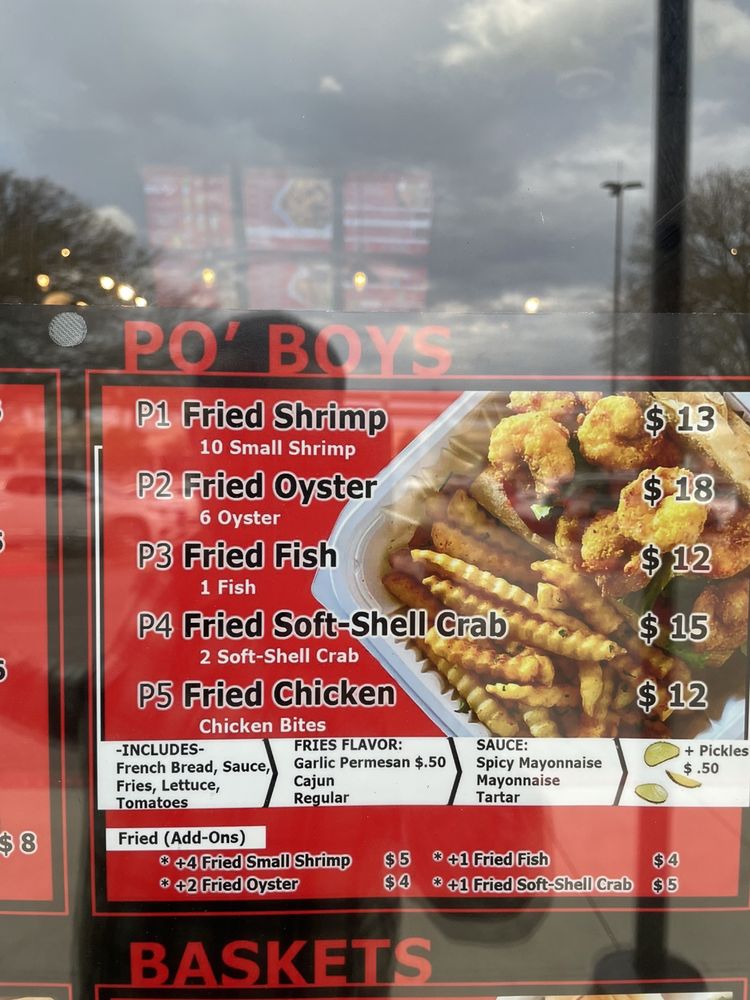 PO' BOYS
P1 Fried Shrimp $ 13
10 Small Shrimp
P2 Fried Oyster $ 18
6 Oyster
P3 Fried Fish $ 12
1 Fish
P4 Fried Soft-Shell Crab $ 15
2 Soft-Shell Crab
P5 Fried Chicken $ 12
Chicken Bites
-INCLUDES-
French Bread, Sauce,
Fries, Lettuce,
Tomatoes
FRIES FLAVOR:
Garlic Permesan $.50
Cajun
Regular
SAUCE:
Spicy Mayonnaise
Mayonnaise
Tartar
+ Pickles
$ .50
$ 8
Fried (Add-Ons)
* +4 Fried Small Shrimp $ 5 * +1 Fried Fish $ 4
* +2 Fried Oyster $ 4 * +1 Fried Soft-Shell Crab $ 5
BASKETS